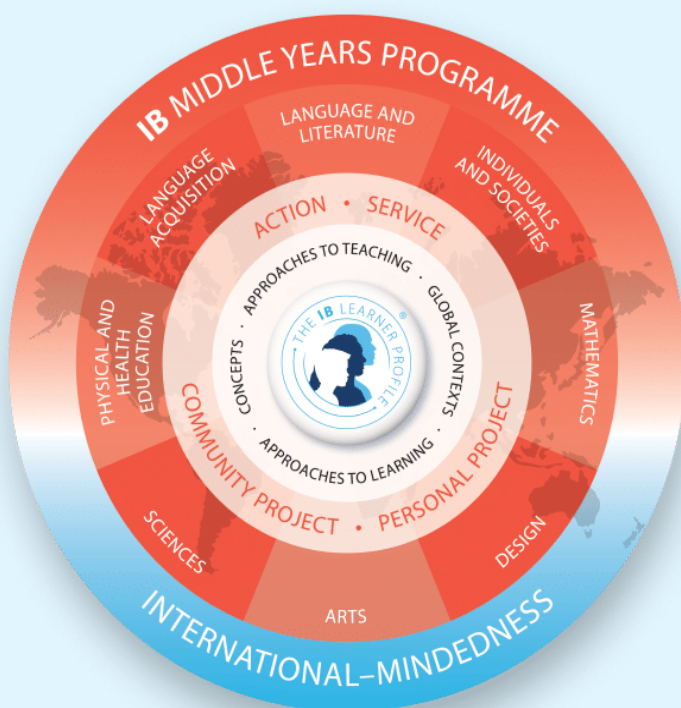 IB MIDDLE YEARS PROGRAMME
LANGUAGE AND
LITERATURE
INDIVIDUALS
AND SOCIETIES
MATHEMATICS
DESIGN
ARTS
SCIENCES
PHYSICAL AND
HEALTH
EDUCATION
LANGUAGE
ACQUISITION
ACTION • SERVICE
PERSONAL PROJECT
•
COMMUNITY PROJECT
APPROACHES TO TEACHING ·
GLOBAL CONTEXTS ·
APPROACHES TO LEARNING ·
CONCEPTS ·
• THE IB LEARNER PROFILE • ®
INTERNATIONAL–MINDEDNESS